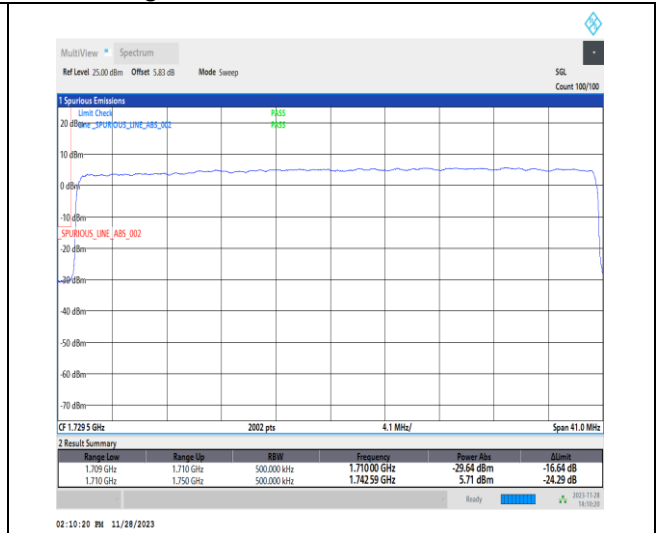 MultiView Spectrum
Ref Level 25.00 dBm Offset 5.83 dB Mode Sweep SGL
Count 100/100
1 Spurious Emissions
Limit Check PASS
20 dBm Line _SPURIOUS_LINE_ABS_002 PASS
10 dBm
0 dBm
-10 dBm
_SPURIOUS_LINE_ABS_002
-20 dBm
-30 dBm
-40 dBm
-50 dBm
-60 dBm
-70 dBm
CF 1.729 5 GHz 2002 pts 4.1 MHz/ Span 41.0 MHz
2 Result Summary
Range Low Range Up RBW Frequency Power Abs ΔLimit
1.709 GHz 1.710 GHz 500.000 kHz 1.710 00 GHz -29.64 dBm -16.64 dB
1.710 GHz 1.750 GHz 500.000 kHz 1.742 59 GHz 5.71 dBm -24.29 dB
Ready 2023-11-28
14:10:20
02:10:20 PM 11/28/2023